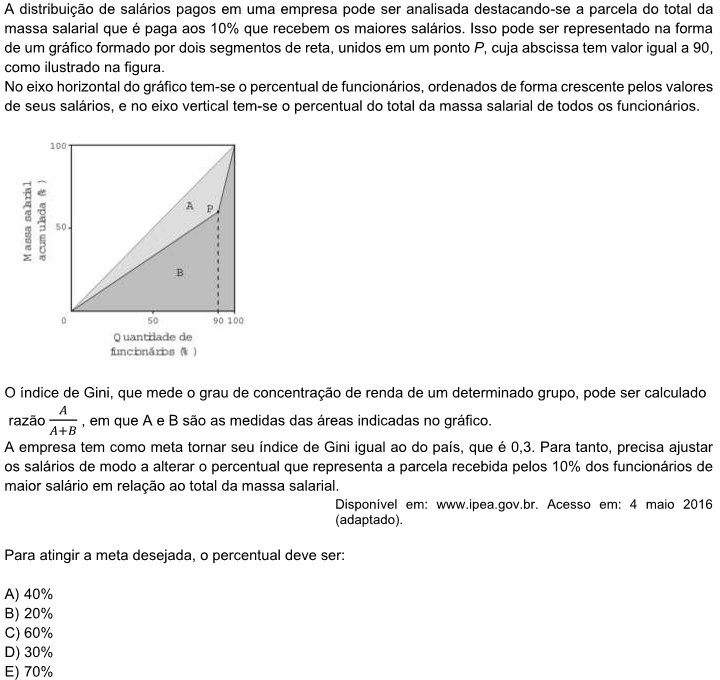 A distribuição de salários pagos em uma empresa pode ser analisada destacando-se a parcela do total da
massa salarial que é paga aos 10% que recebem os maiores salários. Isso pode ser representado na forma
de um gráfico formado por dois segmentos de reta, unidos em um ponto P, cuja abscissa tem valor igual a 90,
como ilustrado na figura.
No eixo horizontal do gráfico tem-se o percentual de funcionários, ordenados de forma crescente pelos valores
de seus salários, e no eixo vertical tem-se o percentual do total da massa salarial de todos os funcionários.
100
Massa salarial
acumulada (%)
A
P
50
B
0
50
90 100
Quantidade de
funcionários (%)
O índice de Gini, que mede o grau de concentração de renda de um determinado grupo, pode ser calculado
razão A/(A+B), em que A e B são as medidas das áreas indicadas no gráfico.
A empresa tem como meta tornar seu índice de Gini igual ao do país, que é 0,3. Para tanto, precisa ajustar
os salários de modo a alterar o percentual que representa a parcela recebida pelos 10% dos funcionários de
maior salário em relação ao total da massa salarial.
Disponível em: www.ipea.gov.br. Acesso em: 4 maio 2016
(adaptado).
Para atingir a meta desejada, o percentual deve ser:
A) 40%
B) 20%
C) 60%
D) 30%
E) 70%